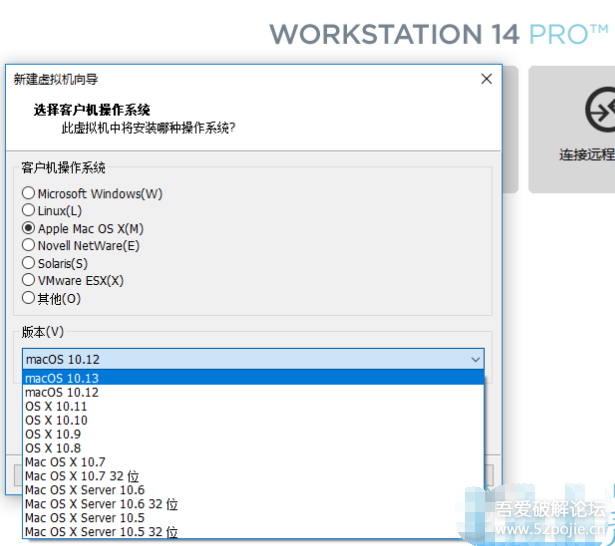 WORKSTATION 14 PRO™
新建虚拟机向导
选择客户机操作系统
此虚拟机中将安装哪种操作系统?
连接远程
客户机操作系统
Microsoft Windows(W)
Linux(L)
Apple Mac OS X(M)
Novell NetWare(E)
Solaris(S)
VMware ESX(X)
其他(O)
版本(V)
macOS 10.12
macOS 10.13
macOS 10.12
OS X 10.11
OS X 10.10
OS X 10.9
OS X 10.8
Mac OS X 10.7
Mac OS X 10.7 32 位
Mac OS X Server 10.6
Mac OS X Server 10.6 32 位
Mac OS X Server 10.5
Mac OS X Server 10.5 32 位
吾爱破解论坛
www.52pojie.cn